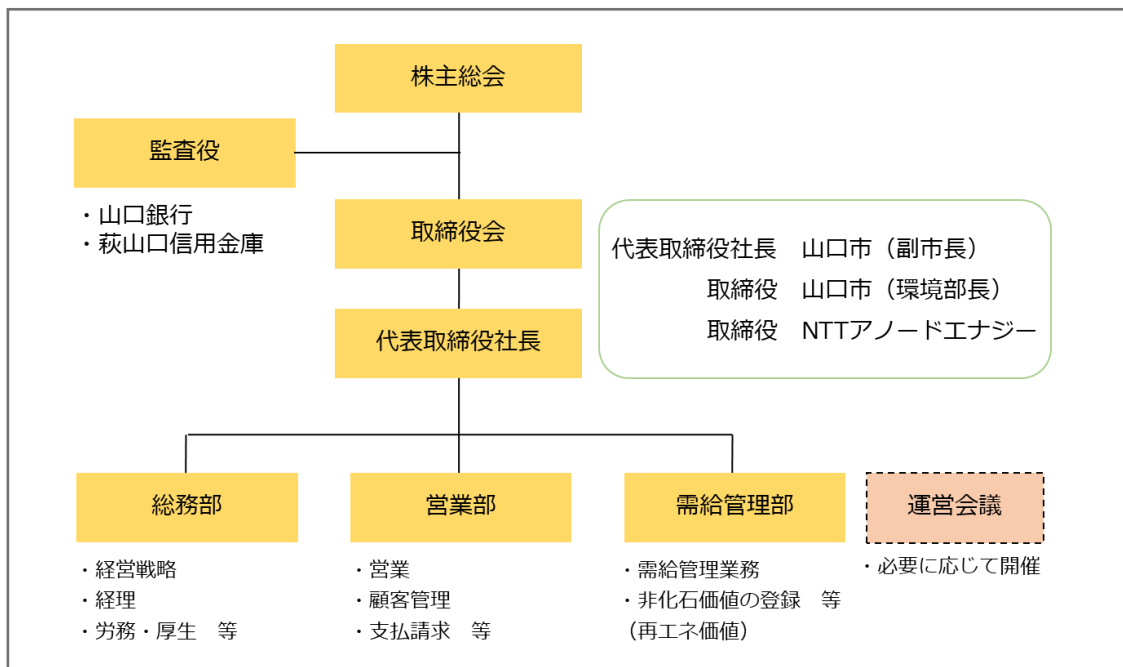 株主総会
監査役
・山口銀行
・萩山口信用金庫
取締役会
代表取締役社長　山口市（副市長）
取締役　山口市（環境部長）
取締役　NTTアノードエナジー
代表取締役社長
総務部
・経営戦略
・経理
・労務・厚生　等
営業部
・営業
・顧客管理
・支払請求　等
需給管理部
・需給管理業務
・非化石価値の登録　等
（再エネ価値）
運営会議
・必要に応じて開催